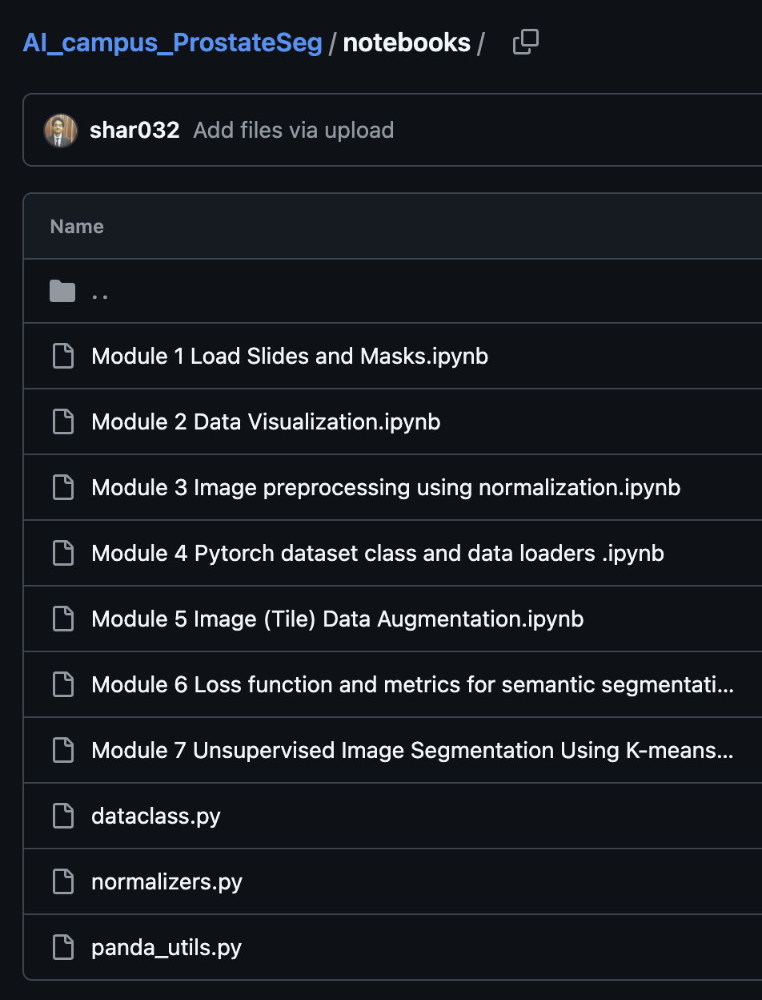 AI_campus_ProstateSeg / notebooks /
shar032 Add files via upload
Name
..
Module 1 Load Slides and Masks.ipynb
Module 2 Data Visualization.ipynb
Module 3 Image preprocessing using normalization.ipynb
Module 4 Pytorch dataset class and data loaders .ipynb
Module 5 Image (Tile) Data Augmentation.ipynb
Module 6 Loss function and metrics for semantic segmentati...
Module 7 Unsupervised Image Segmentation Using K-means...
dataclass.py
normalizers.py
panda_utils.py